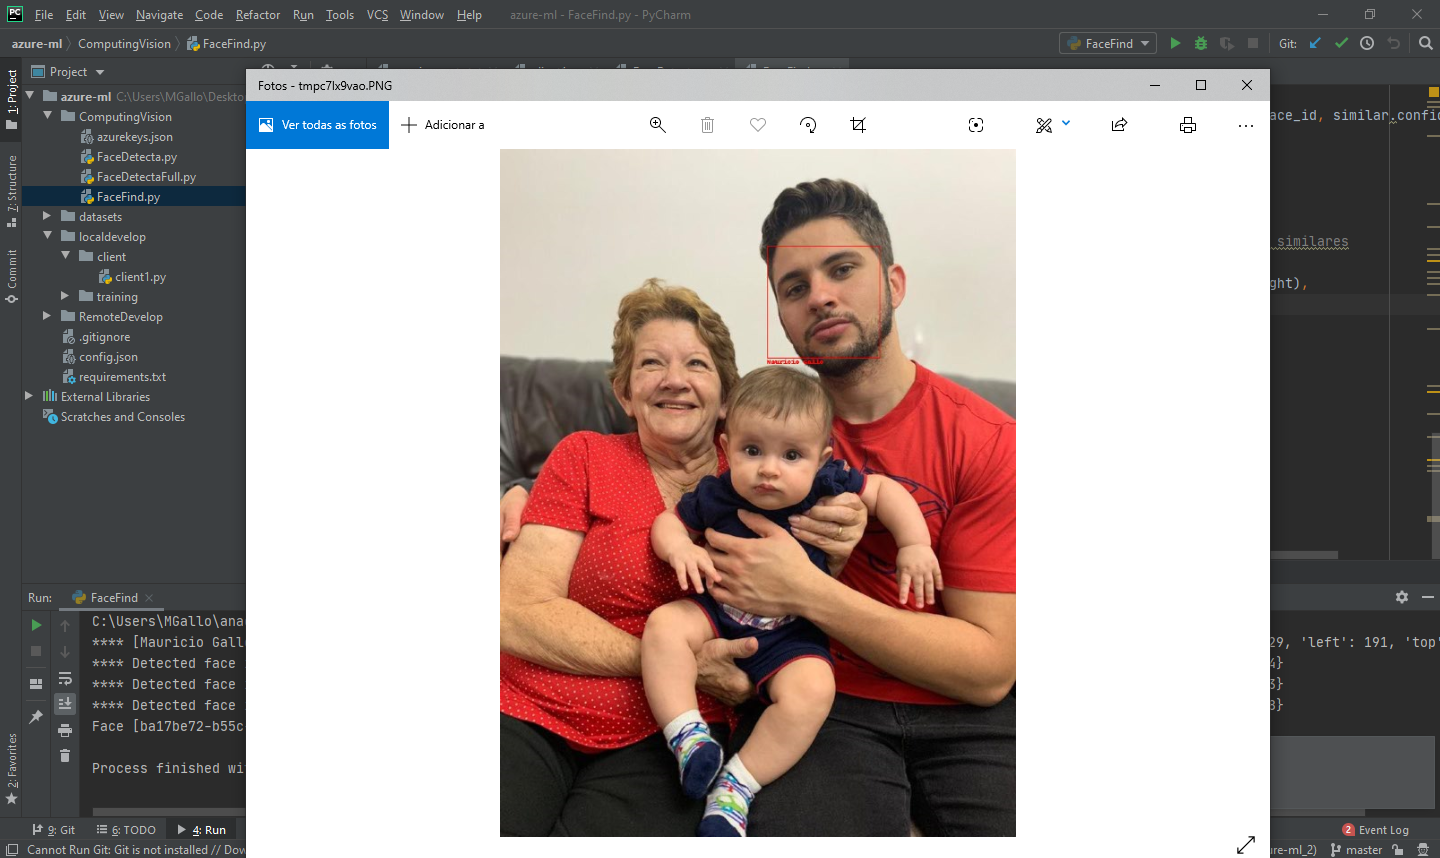 File Edit View Navigate Code Refactor Run Tools VCS Window Help azure-ml - FaceFind.py - PyCharm
azure-ml ComputingVision FaceFind.py
FaceFind
Git:
Project
1: Project
7: Structure
Commit
2: Favorites
azure-ml C:\Users\MGallo\Deskto
ComputingVision
azurekeys.json
FaceDetecta.py
FaceDetectaFull.py
FaceFind.py
datasets
localdevelop
client
client1.py
training
RemoteDevelop
.gitignore
config.json
requirements.txt
External Libraries
Scratches and Consoles
Fotos - tmpc7lx9vao.PNG
Ver todas as fotos
Adicionar a
ace_id, similar.confid
similares
ght),
Run: FaceFind
C:\Users\MGallo\ana
**** [Mauricio Gall
**** Detected face
**** Detected face
**** Detected face
Face [ba17be72-b55c
Process finished wi
29, 'left': 191, 'top'
4}
3}
8}
9: Git 6: TODO 4: Run
2 Event Log
Cannot Run Git: Git is not installed // Dow
ure-ml_2) master